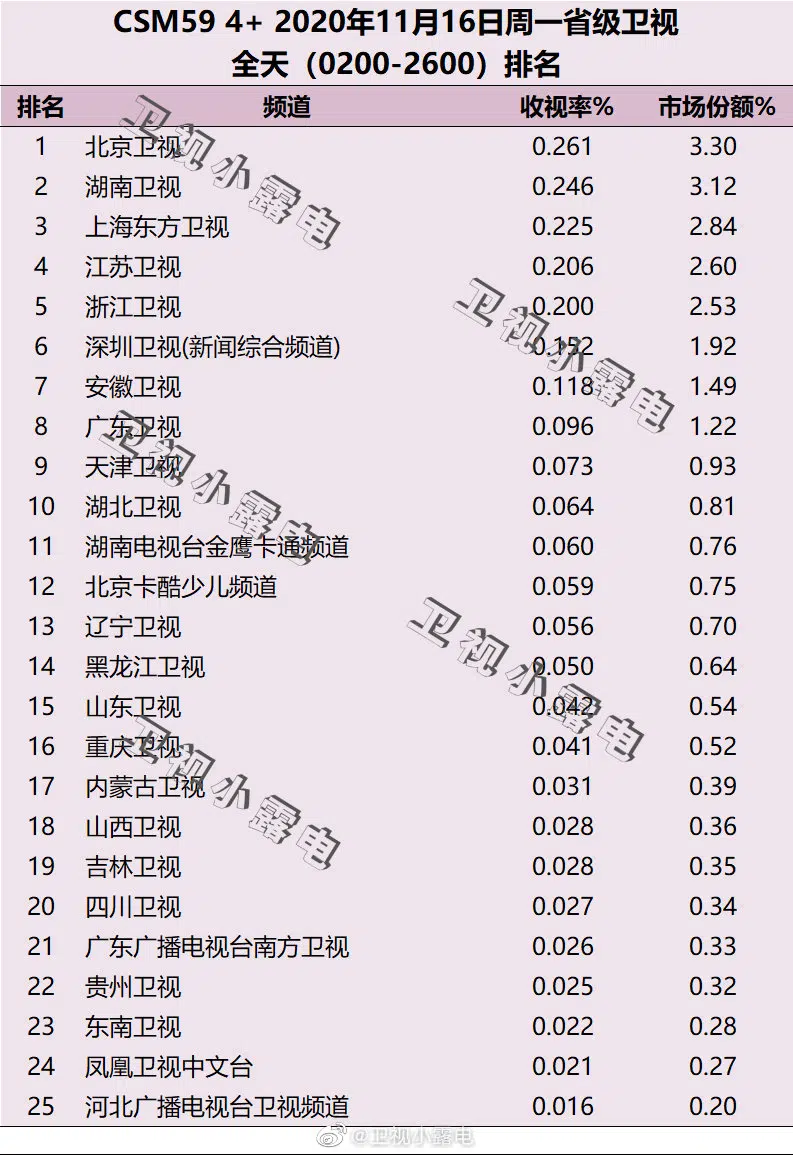 CSM59 4+ 2020年11月16日周一省级卫视
全天（0200-2600）排名
排名 频道 收视率% 市场份额%
1 北京卫视 0.261 3.30
2 湖南卫视 0.246 3.12
3 上海东方卫视 0.225 2.84
4 江苏卫视 0.206 2.60
5 浙江卫视 0.200 2.53
6 深圳卫视(新闻综合频道) 0.152 1.92
7 安徽卫视 0.118 1.49
8 广东卫视 0.096 1.22
9 天津卫视 0.073 0.93
10 湖北卫视 0.064 0.81
11 湖南电视台金鹰卡通频道 0.060 0.76
12 北京卡酷少儿频道 0.059 0.75
13 辽宁卫视 0.056 0.70
14 黑龙江卫视 0.050 0.64
15 山东卫视 0.042 0.54
16 重庆卫视 0.041 0.52
17 内蒙古卫视 0.031 0.39
18 山西卫视 0.028 0.36
19 吉林卫视 0.028 0.35
20 四川卫视 0.027 0.34
21 广东广播电视台南方卫视 0.026 0.33
22 贵州卫视 0.025 0.32
23 东南卫视 0.022 0.28
24 凤凰卫视中文台 0.021 0.27
25 河北广播电视台卫视频道 0.016 0.20
卫视小露电
卫视小露电
卫视小露电
卫视小露电
卫视小露电
@卫视小露电